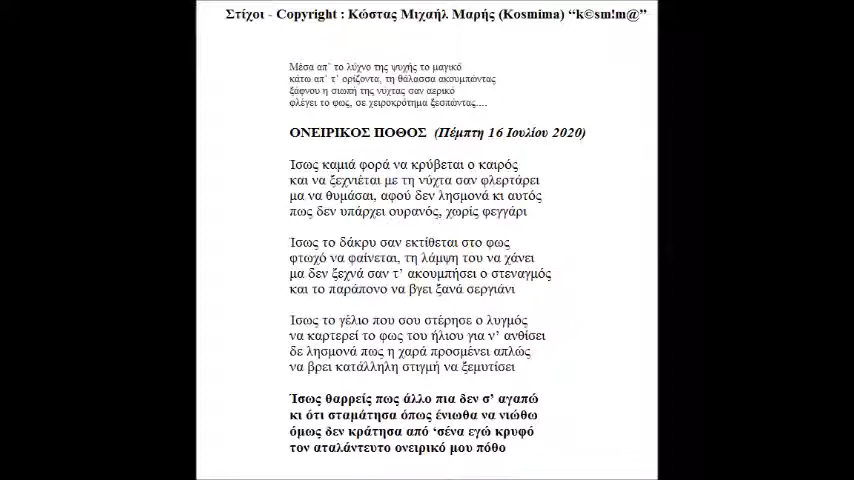 Στίχοι - Copyright : Κώστας Μιχαήλ Μαρής (Kosmima) “k©sm!m@”
Μέσα απ’ το λύχνο της ψυχής το μαγικό
κάτω απ’ τ’ ορίζοντα, τη θάλασσα ακουμπώντας
ξάφνου η σιωπή της νύχτας σαν αερικό
φλέγει το φως, σε χειροκρότημα ξεσπώντας....
ΟΝΕΙΡΙΚΟΣ ΠΟΘΟΣ (Πέμπτη 16 Ιουλίου 2020)
Ίσως καμιά φορά να κρύβεται ο καιρός
και να ξεχνιέται με τη νύχτα σαν φλερτάρει
μα να θυμάσαι, αφού δεν λησμονά κι αυτός
πως δεν υπάρχει ουρανός, χωρίς φεγγάρι
Ίσως το δάκρυ σαν εκτίθεται στο φως
φτωχό να φαίνεται, τη λάμψη του να χάνει
μα δεν ξεχνά σαν τ’ ακουμπήσει ο στεναγμός
και το παράπονο να βγει ξανά σεργιάνι
Ίσως το γέλιο που σου στέρησε ο λυγμός
να καρτερεί το φως του ήλιου για ν’ ανθίσει
δε λησμονά πως η χαρά προσμένει απλώς
να βρει κατάλληλη στιγμή να ξεμυτίσει
Ίσως θαρρείς πως άλλο πια δεν σ’ αγαπώ
κι ότι σταμάτησα όπως ένιωθα να νιώθω
όμως δεν κράτησα από ‘σένα εγώ κρυφό
τον αταλάντευτο ονειρικό μου πόθο